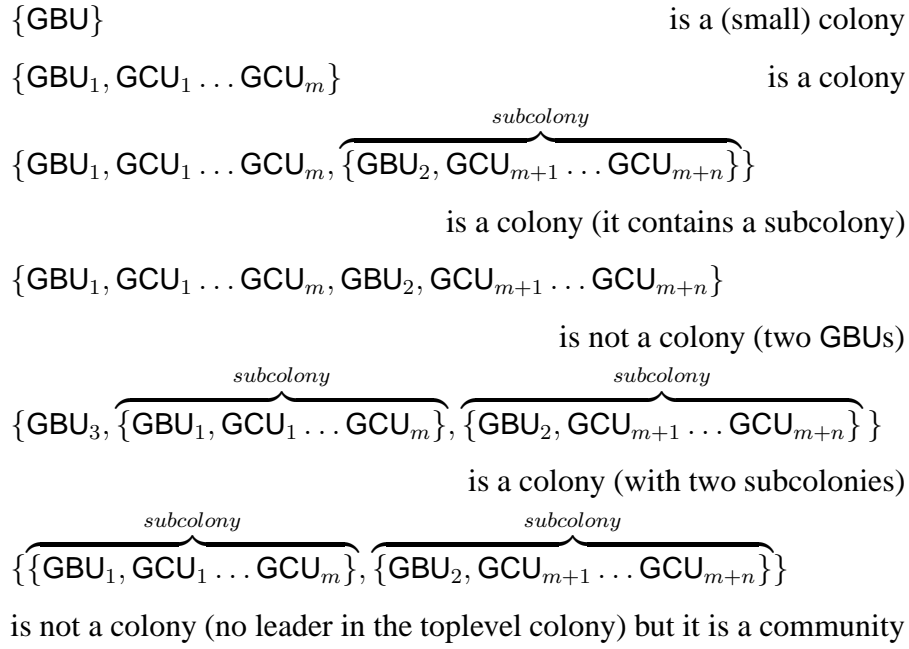 {GBU} is a (small) colony
{GBU₁, GCU₁ . . . GCUₘ} is a colony
subcolony
{GBU₁, GCU₁ . . . GCUₘ, {GBU₂, GCUₘ₊₁ . . . GCUₘ₊ₙ}}
is a colony (it contains a subcolony)
{GBU₁, GCU₁ . . . GCUₘ, GBU₂, GCUₘ₊₁ . . . GCUₘ₊ₙ}
is not a colony (two GBUs)
subcolony subcolony
{GBU₃, {GBU₁, GCU₁ . . . GCUₘ}, {GBU₂, GCUₘ₊₁ . . . GCUₘ₊ₙ} }
is a colony (with two subcolonies)
subcolony subcolony
{{GBU₁, GCU₁ . . . GCUₘ}, {GBU₂, GCUₘ₊₁ . . . GCUₘ₊ₙ}}
is not a colony (no leader in the toplevel colony) but it is a community